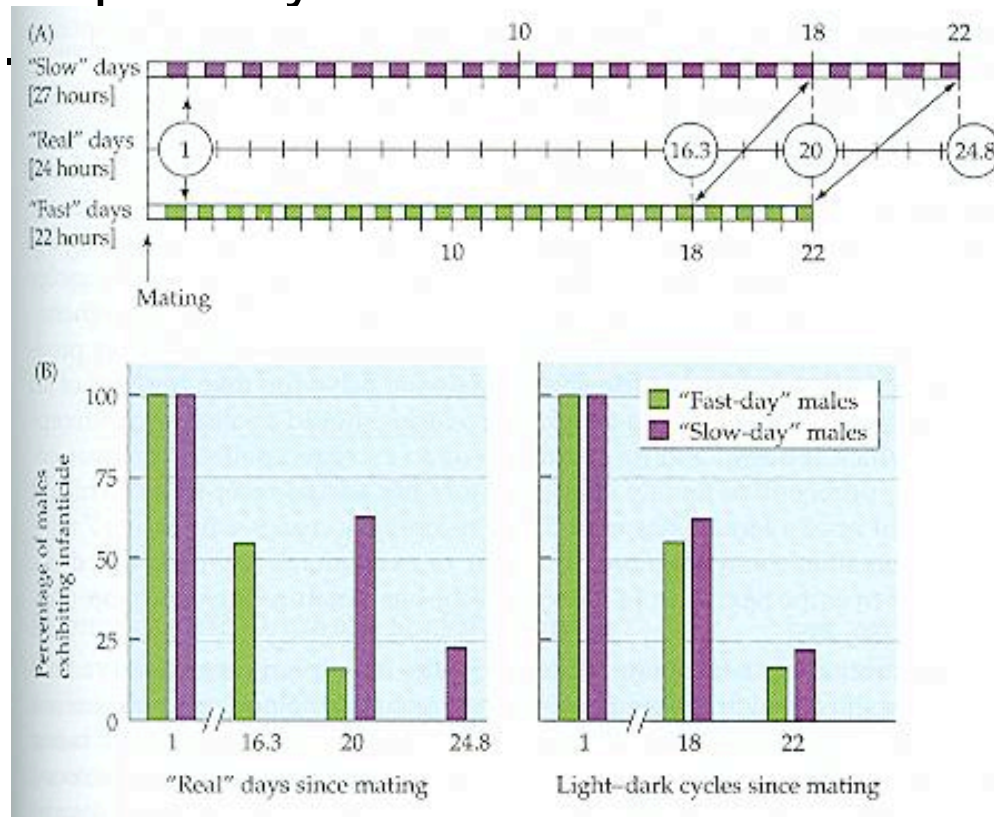 (A)
10 18 22
"Slow" days
[27 hours]
"Real" days
[24 hours]
1 16.3 20 24.8
"Fast" days
[22 hours]
10 18 22
Mating
(B)
Percentage of males
exhibiting infanticide
100
75
50
25
0
1 16.3 20 24.8
"Real" days since mating
"Fast-day" males
"Slow-day" males
1 18 22
Light–dark cycles since mating